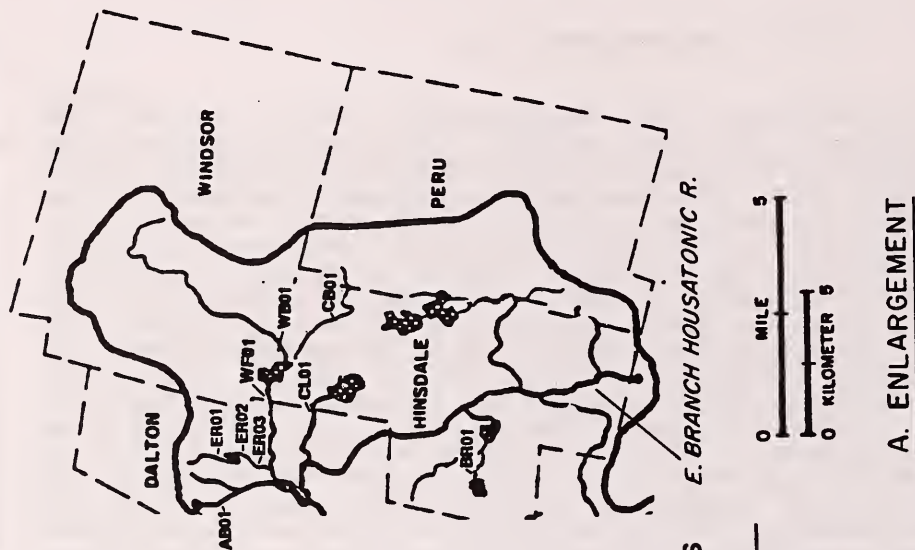 WINDSOR
DALTON
PERU
HINSDALE
AB01
ER01
ER02
ER03
WF01
WB01
CL01
CB01
BR01
E. BRANCH HOUSATONIC R.
0 MILE 5
0 KILOMETER 5
A. ENLARGEMENT
S